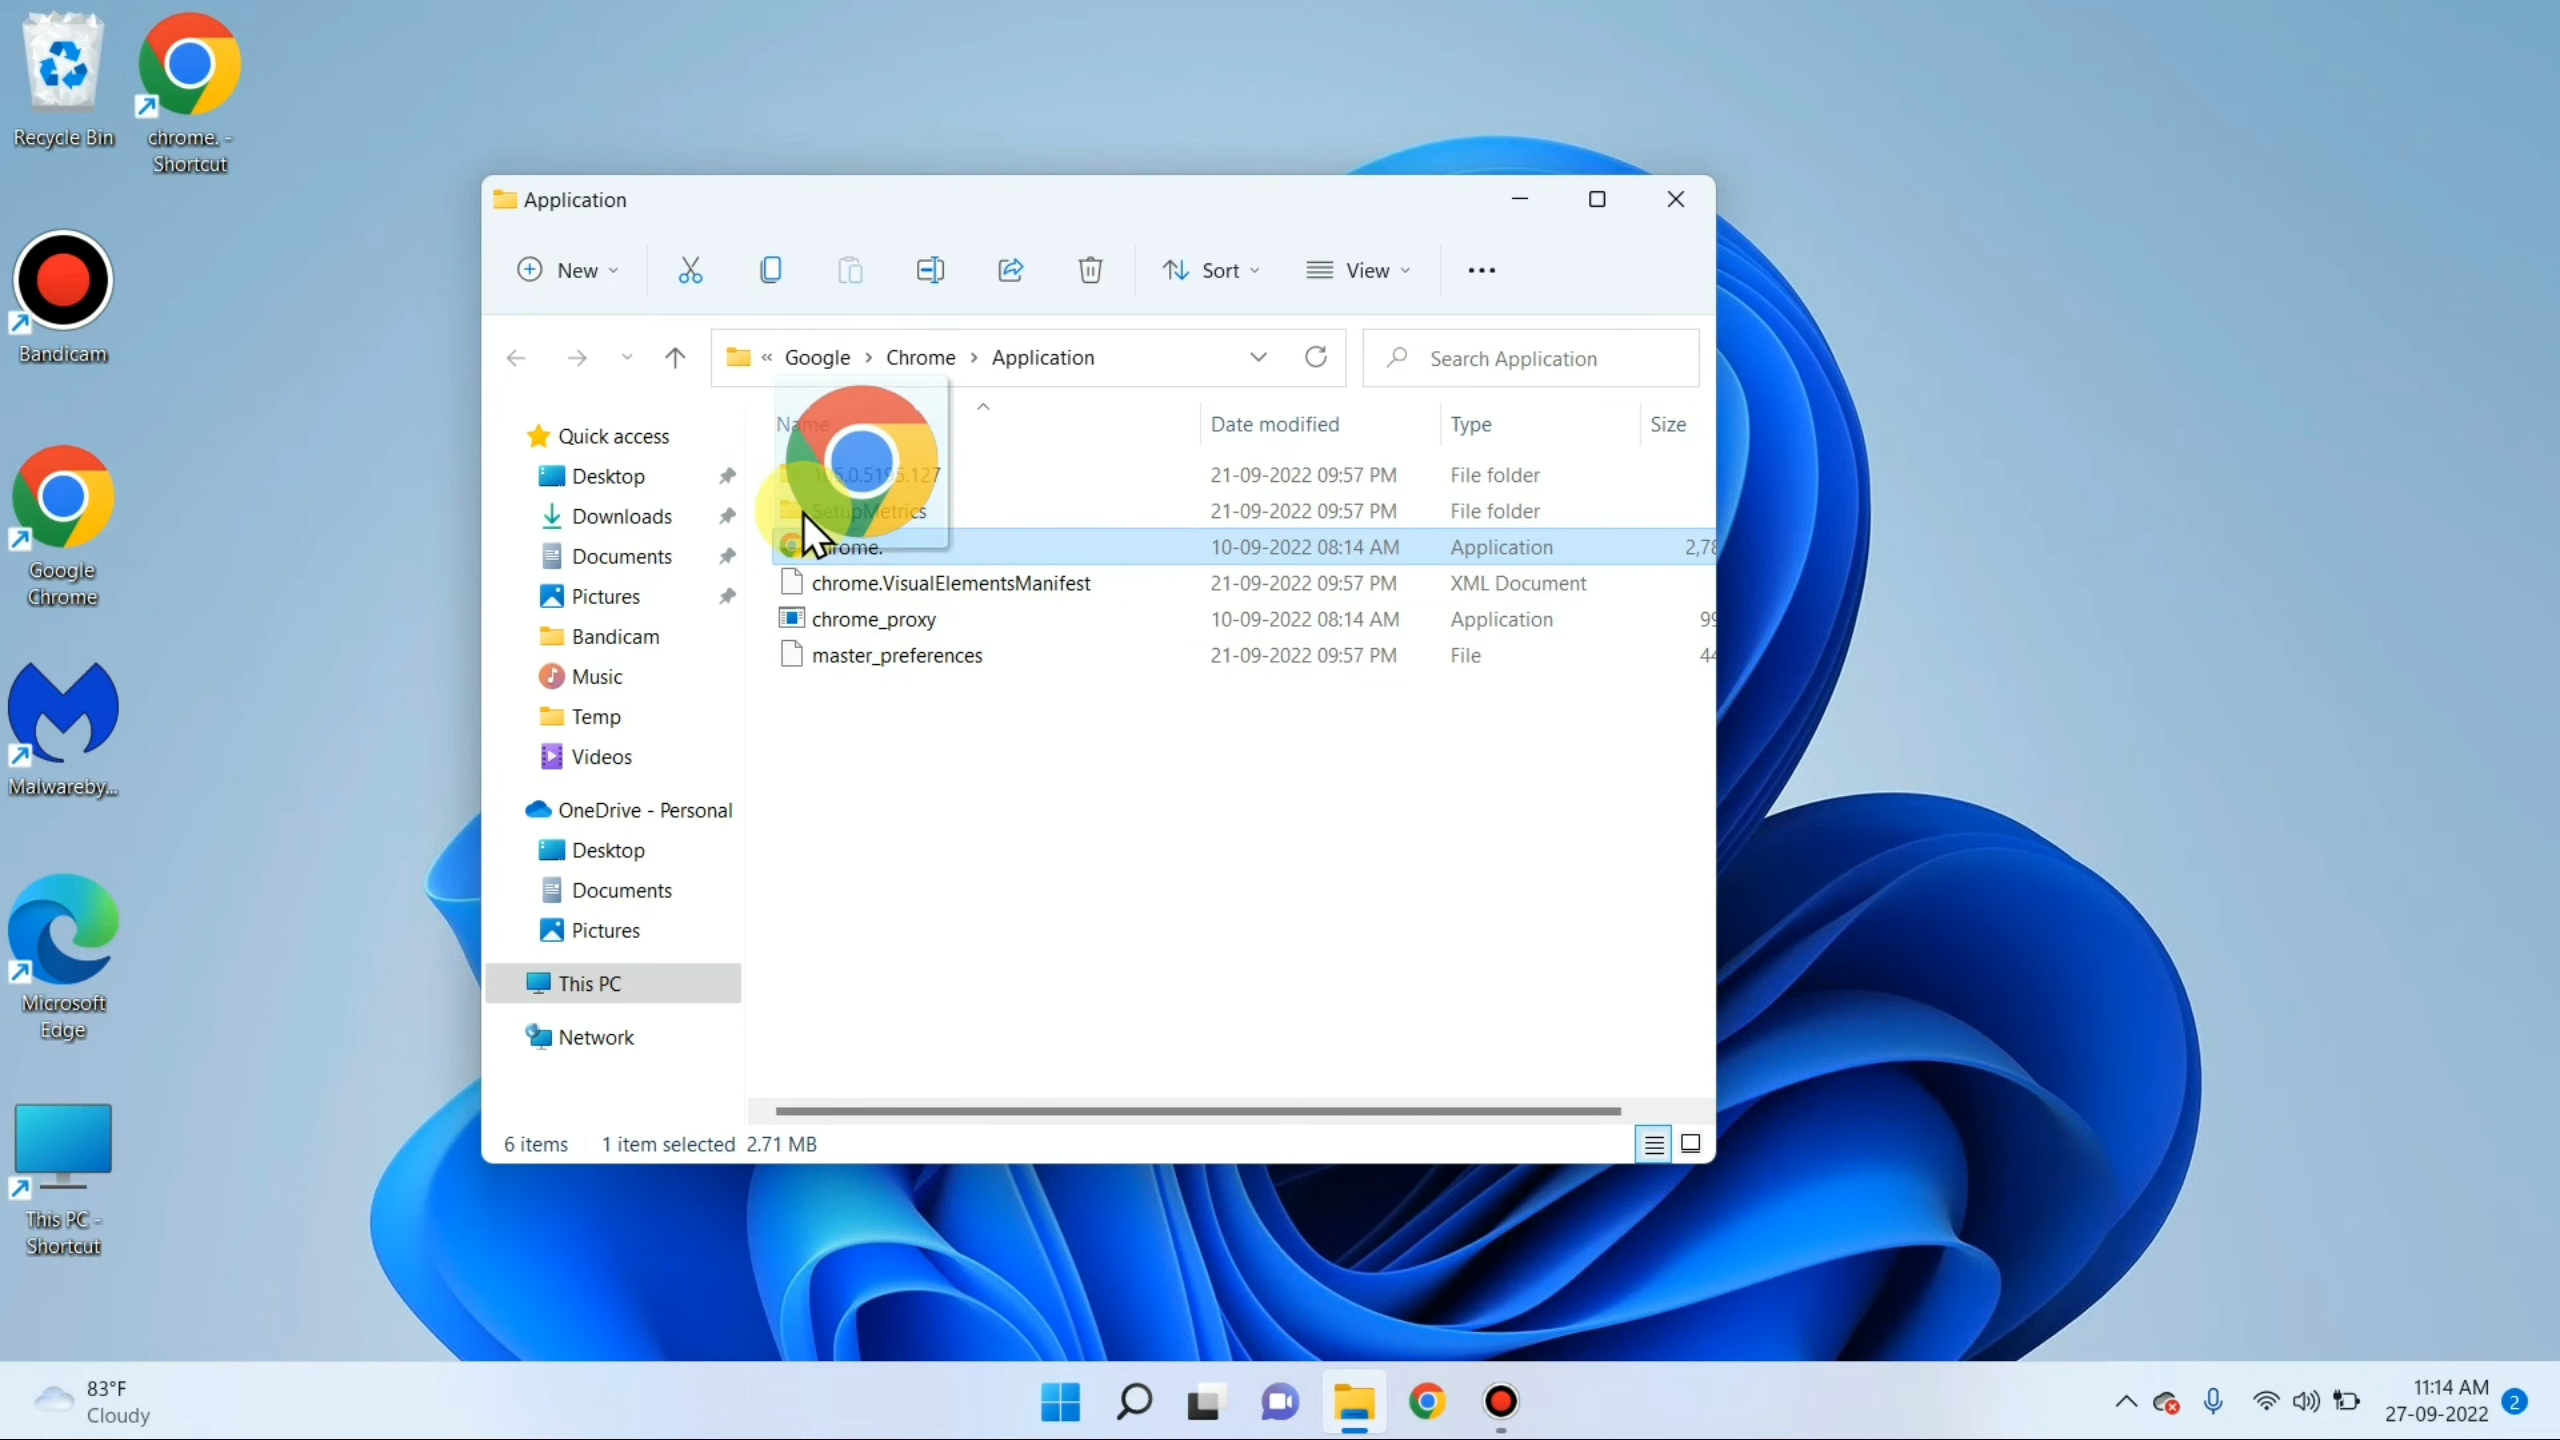 Recycle Bin
chrome. -
Shortcut
Bandicam
Google
Chrome
Malwareby...
Microsoft
Edge
This PC -
Shortcut
Application
New
Sort
View
« Google > Chrome > Application
Search Application
Name
Date modified
Type
Size
Quick access
Desktop
Downloads
Documents
Pictures
Bandicam
Music
Temp
Videos
OneDrive - Personal
Desktop
Documents
Pictures
This PC
Network
105.0.5195.127 21-09-2022 09:57 PM File folder
SetupMetrics 21-09-2022 09:57 PM File folder
chrome. 10-09-2022 08:14 AM Application 2,78
chrome.VisualElementsManifest 21-09-2022 09:57 PM XML Document
chrome_proxy 10-09-2022 08:14 AM Application 99
master_preferences 21-09-2022 09:57 PM File 44
6 items 1 item selected 2.71 MB
83°F
Cloudy
11:14 AM
27-09-2022
2